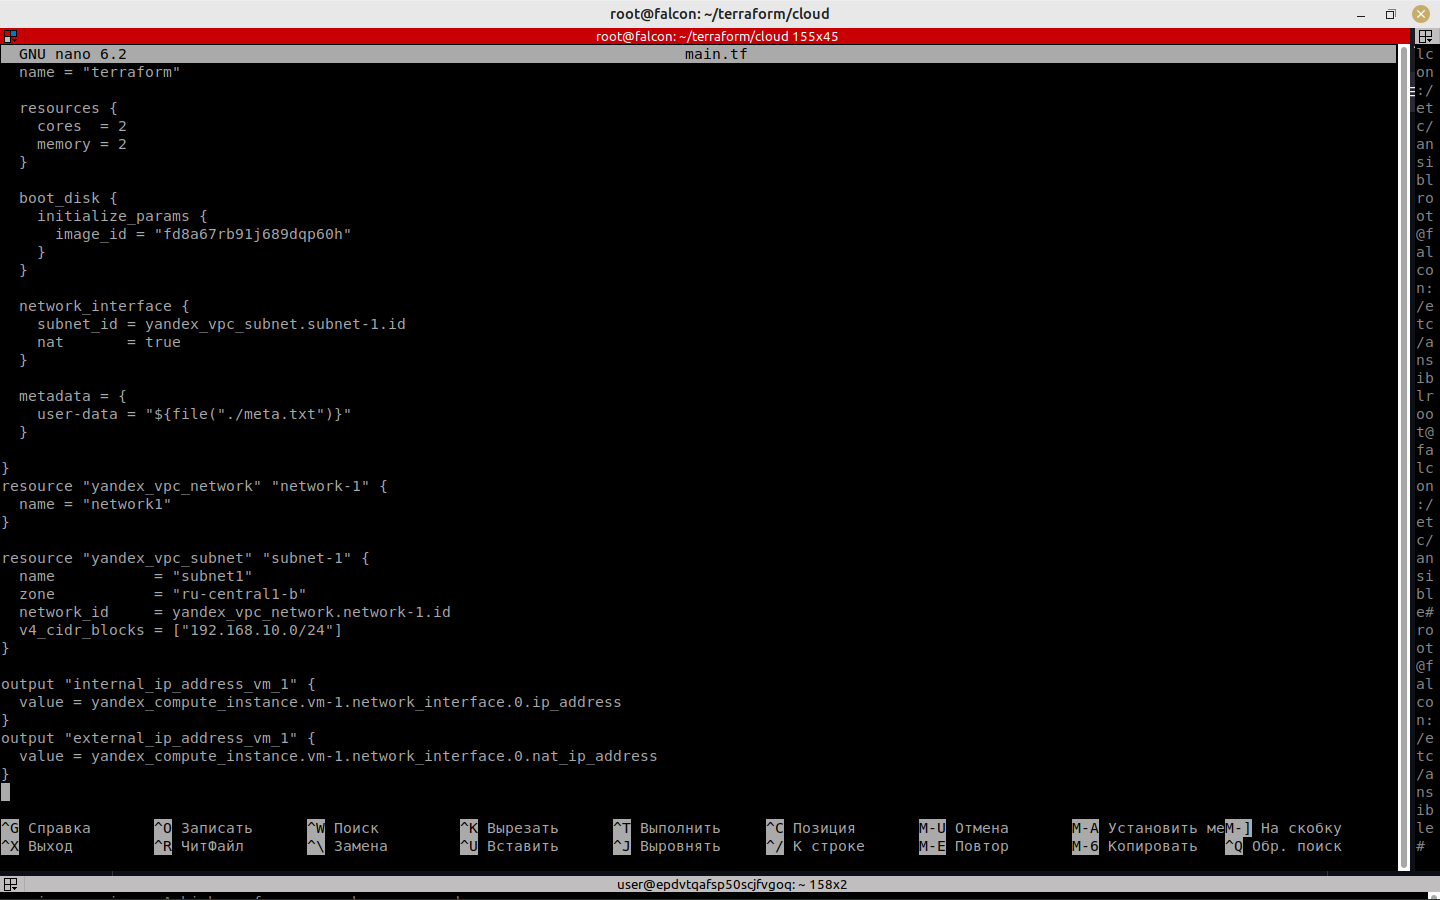 root@falcon: ~/terraform/cloud
root@falcon: ~/terraform/cloud 155x45
GNU nano 6.2 main.tf
name = "terraform"
resources {
cores  = 2
memory = 2
}
boot_disk {
initialize_params {
image_id = "fd8a67rb91j689dqp60h"
}
}
network_interface {
subnet_id = yandex_vpc_subnet.subnet-1.id
nat       = true
}
metadata = {
user-data = "${file("./meta.txt")}"
}
}
resource "yandex_vpc_network" "network-1" {
name = "network1"
}
resource "yandex_vpc_subnet" "subnet-1" {
name           = "subnet1"
zone           = "ru-central1-b"
network_id     = yandex_vpc_network.network-1.id
v4_cidr_blocks = ["192.168.10.0/24"]
}
output "internal_ip_address_vm_1" {
value = yandex_compute_instance.vm-1.network_interface.0.ip_address
}
output "external_ip_address_vm_1" {
value = yandex_compute_instance.vm-1.network_interface.0.nat_ip_address
}
^G Справка ^O Записать ^W Поиск ^K Вырезать ^T Выполнить ^C Позиция M-U Отмена M-A Установить ме M-] На скобку
^X Выход ^R ЧитФайл ^\ Замена ^U Вставить ^J Выровнять ^/ К строке M-E Повтор M-6 Копировать ^Q Обр. поиск
user@epdvtqafsp50scjfvgoq: ~ 158x2
lc
on
:/
et
c/
an
si
bl
ro
ot
@f
al
co
n:
/e
tc
/a
ns
ib
lr
oo
t@
fa
lc
on
:/
et
c/
an
si
bl
e#
ro
ot
@f
al
co
n:
/e
tc
/a
ns
ib
le
#